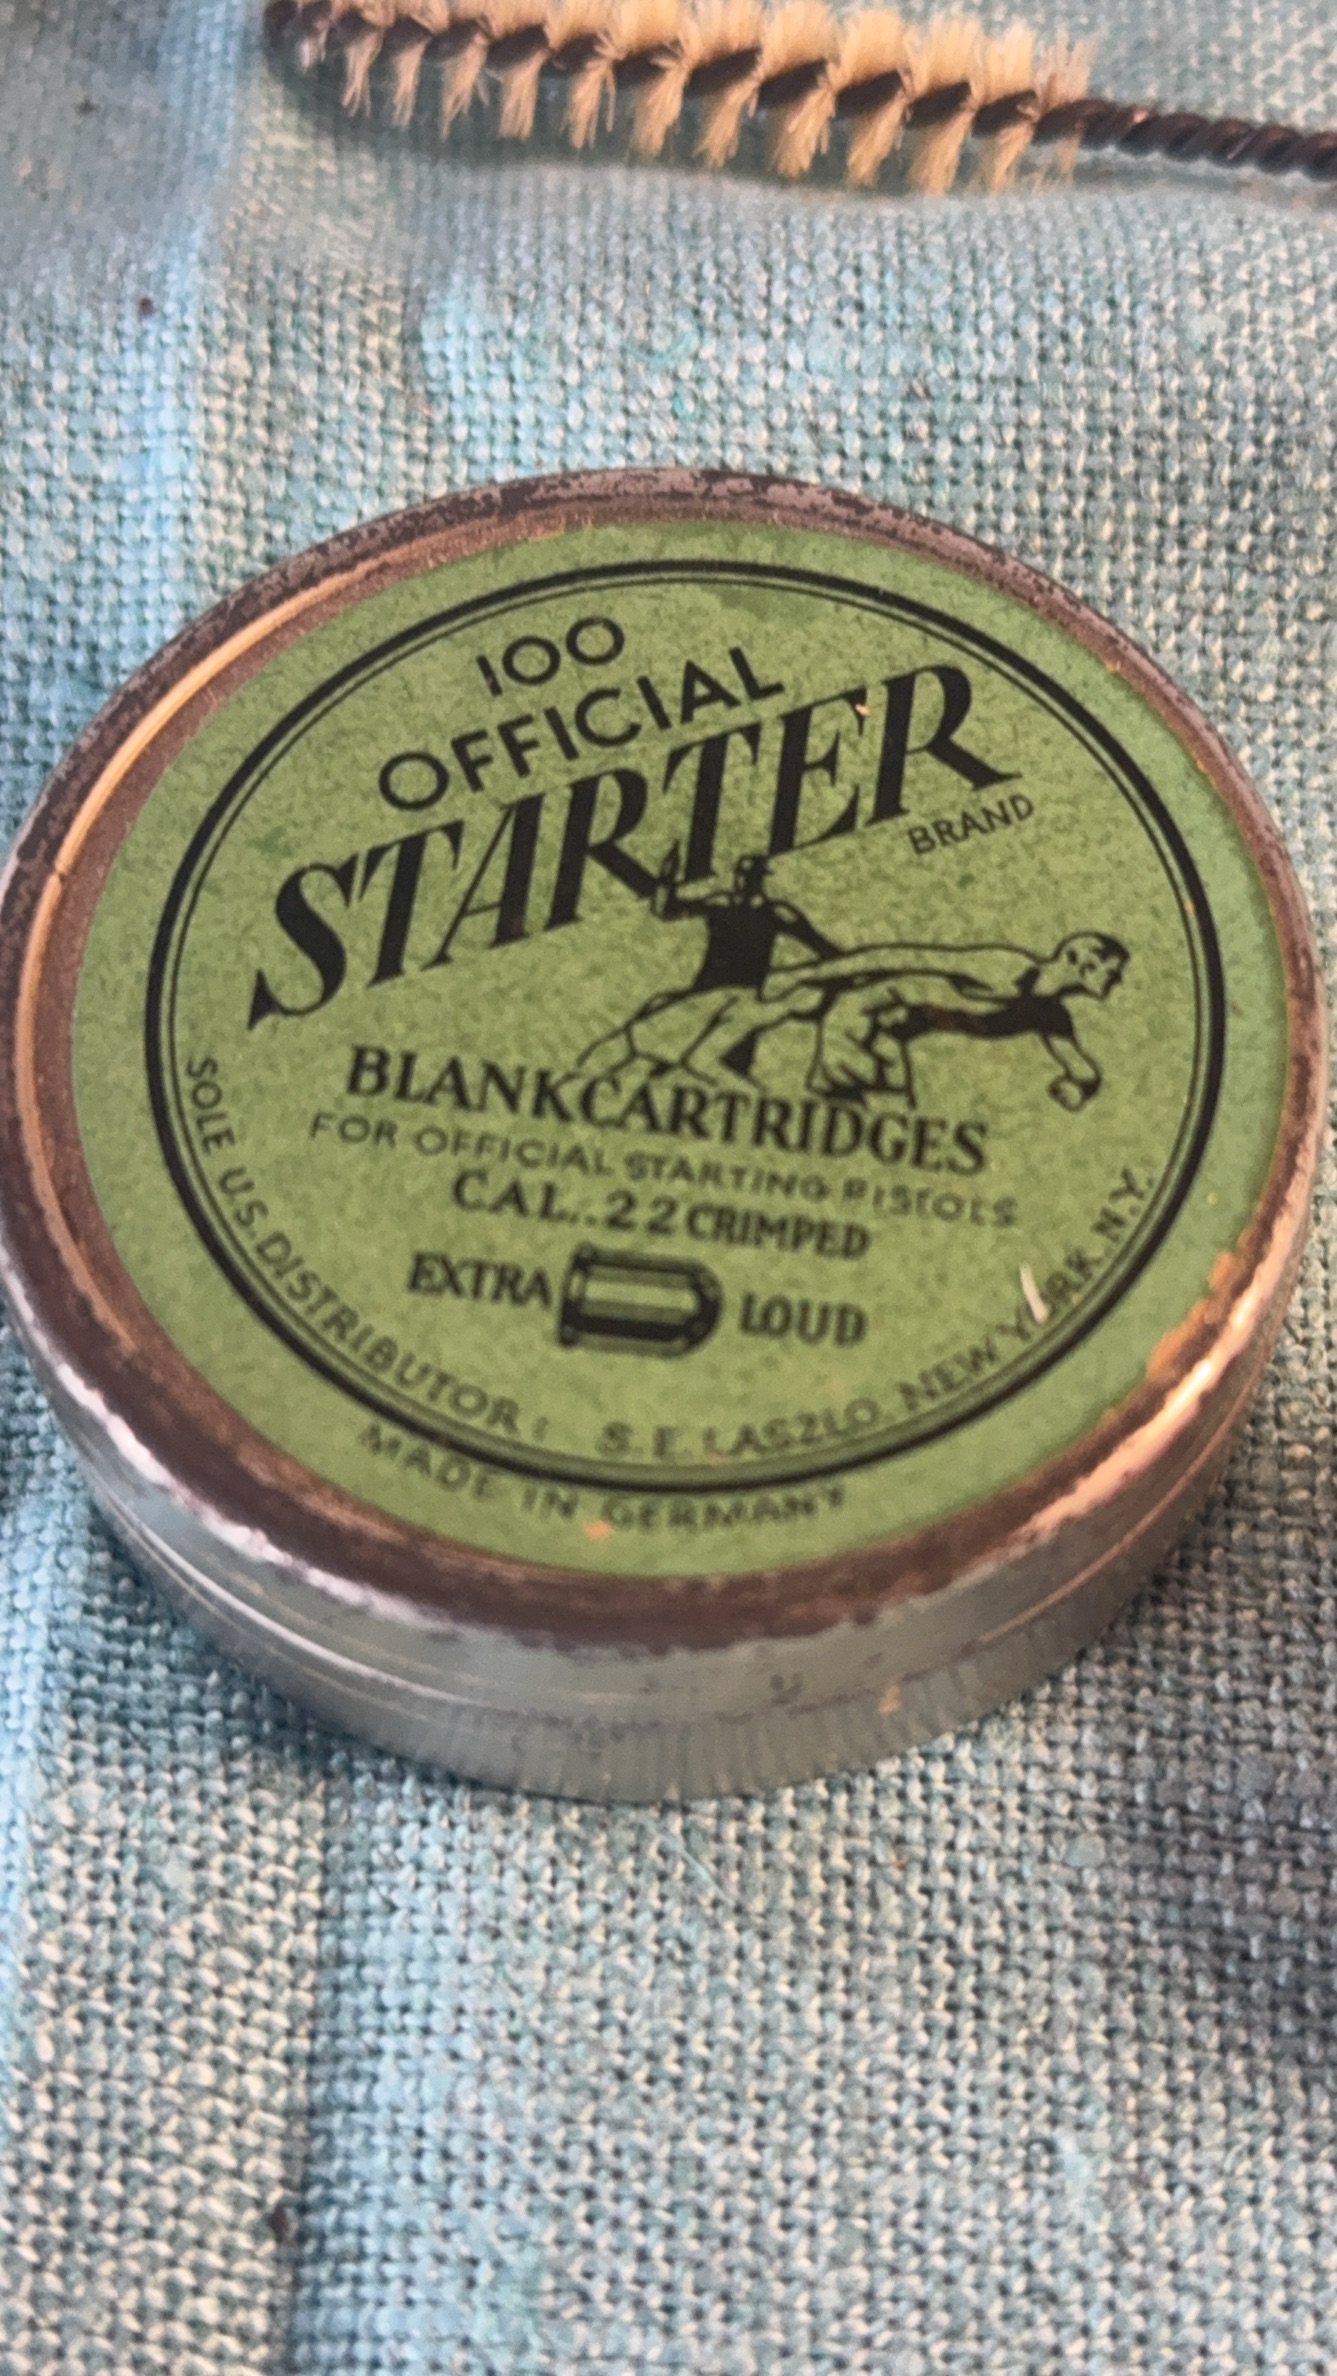 100
OFFICIAL
STARTER
BRAND
BLANKCARTRIDGES
FOR OFFICIAL STARTING PISTOLS
CAL..22 CRIMPED
EXTRA LOUD
SOLE U.S. DISTRIBUTOR: S.E. LASZLO, NEW YORK, N.Y.
MADE IN GERMANY